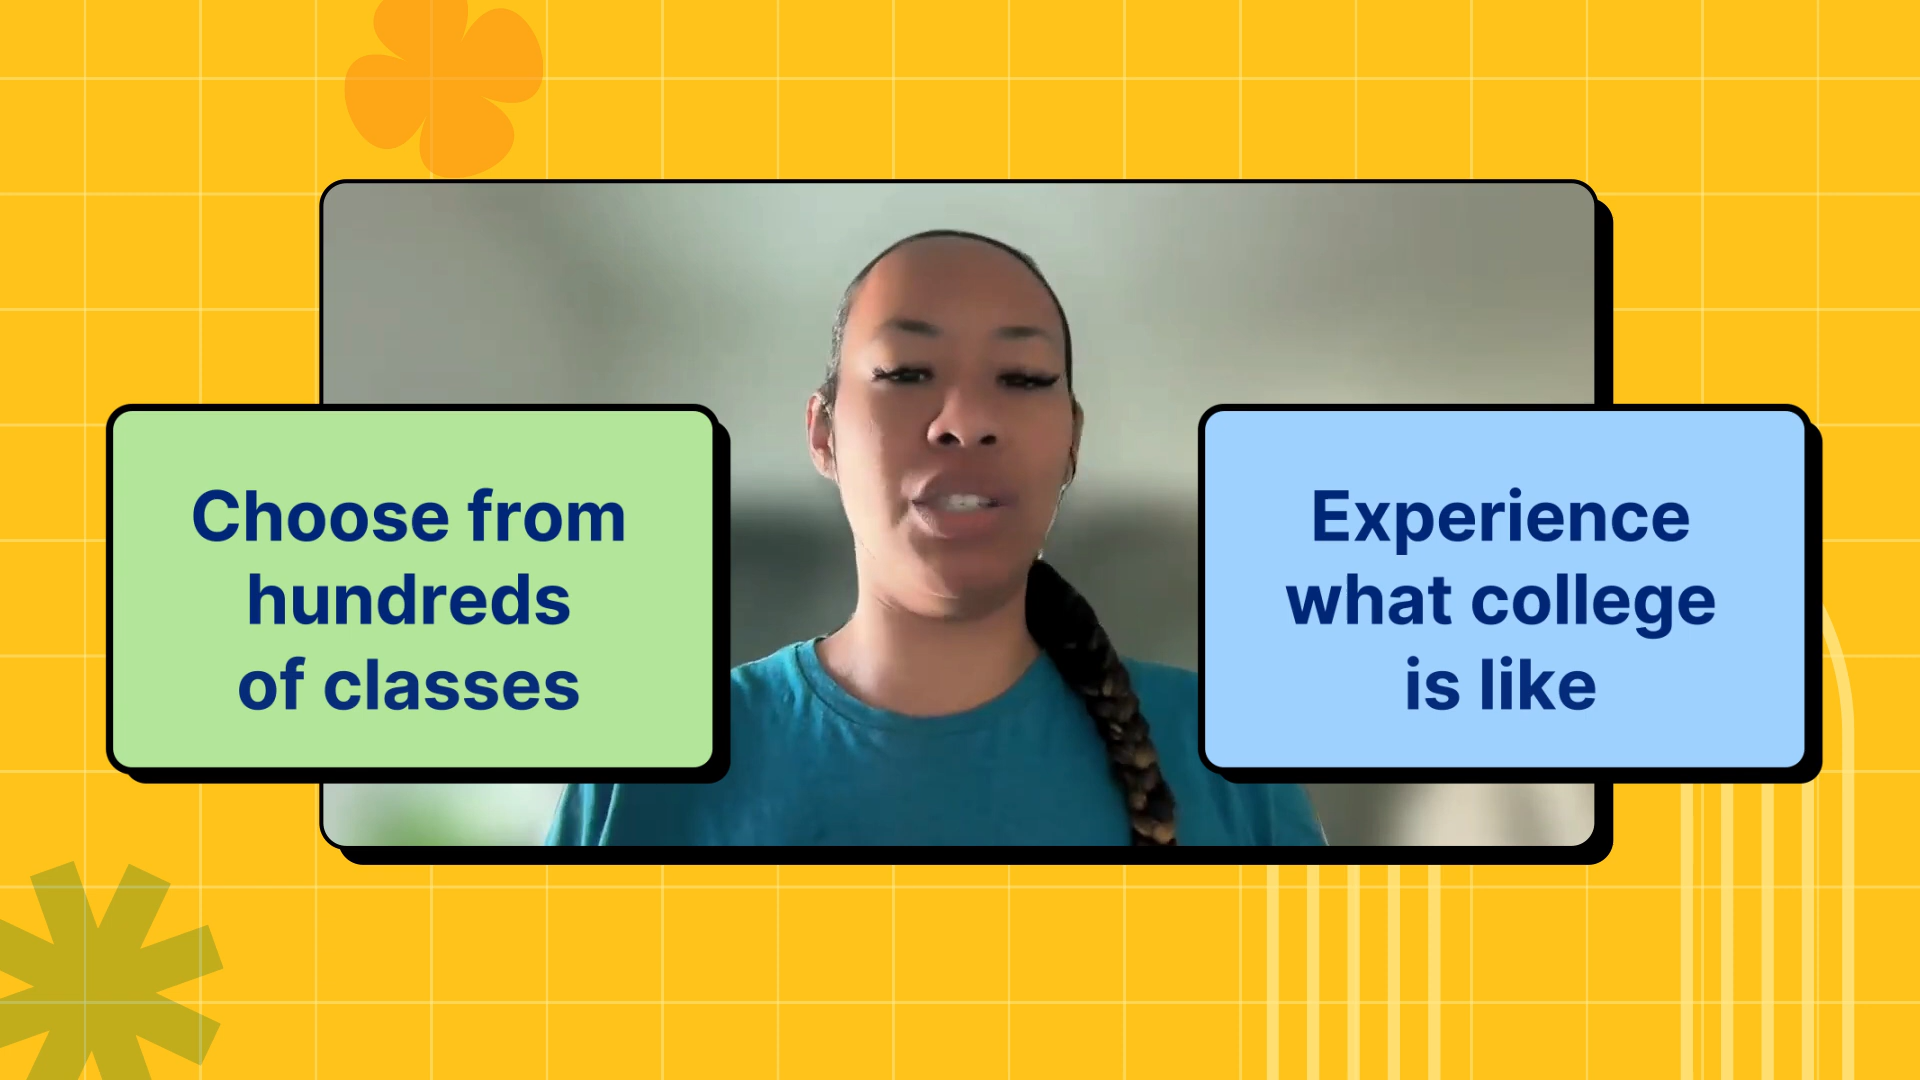 Choose from
hundreds
of classes
Experience
what college
is like